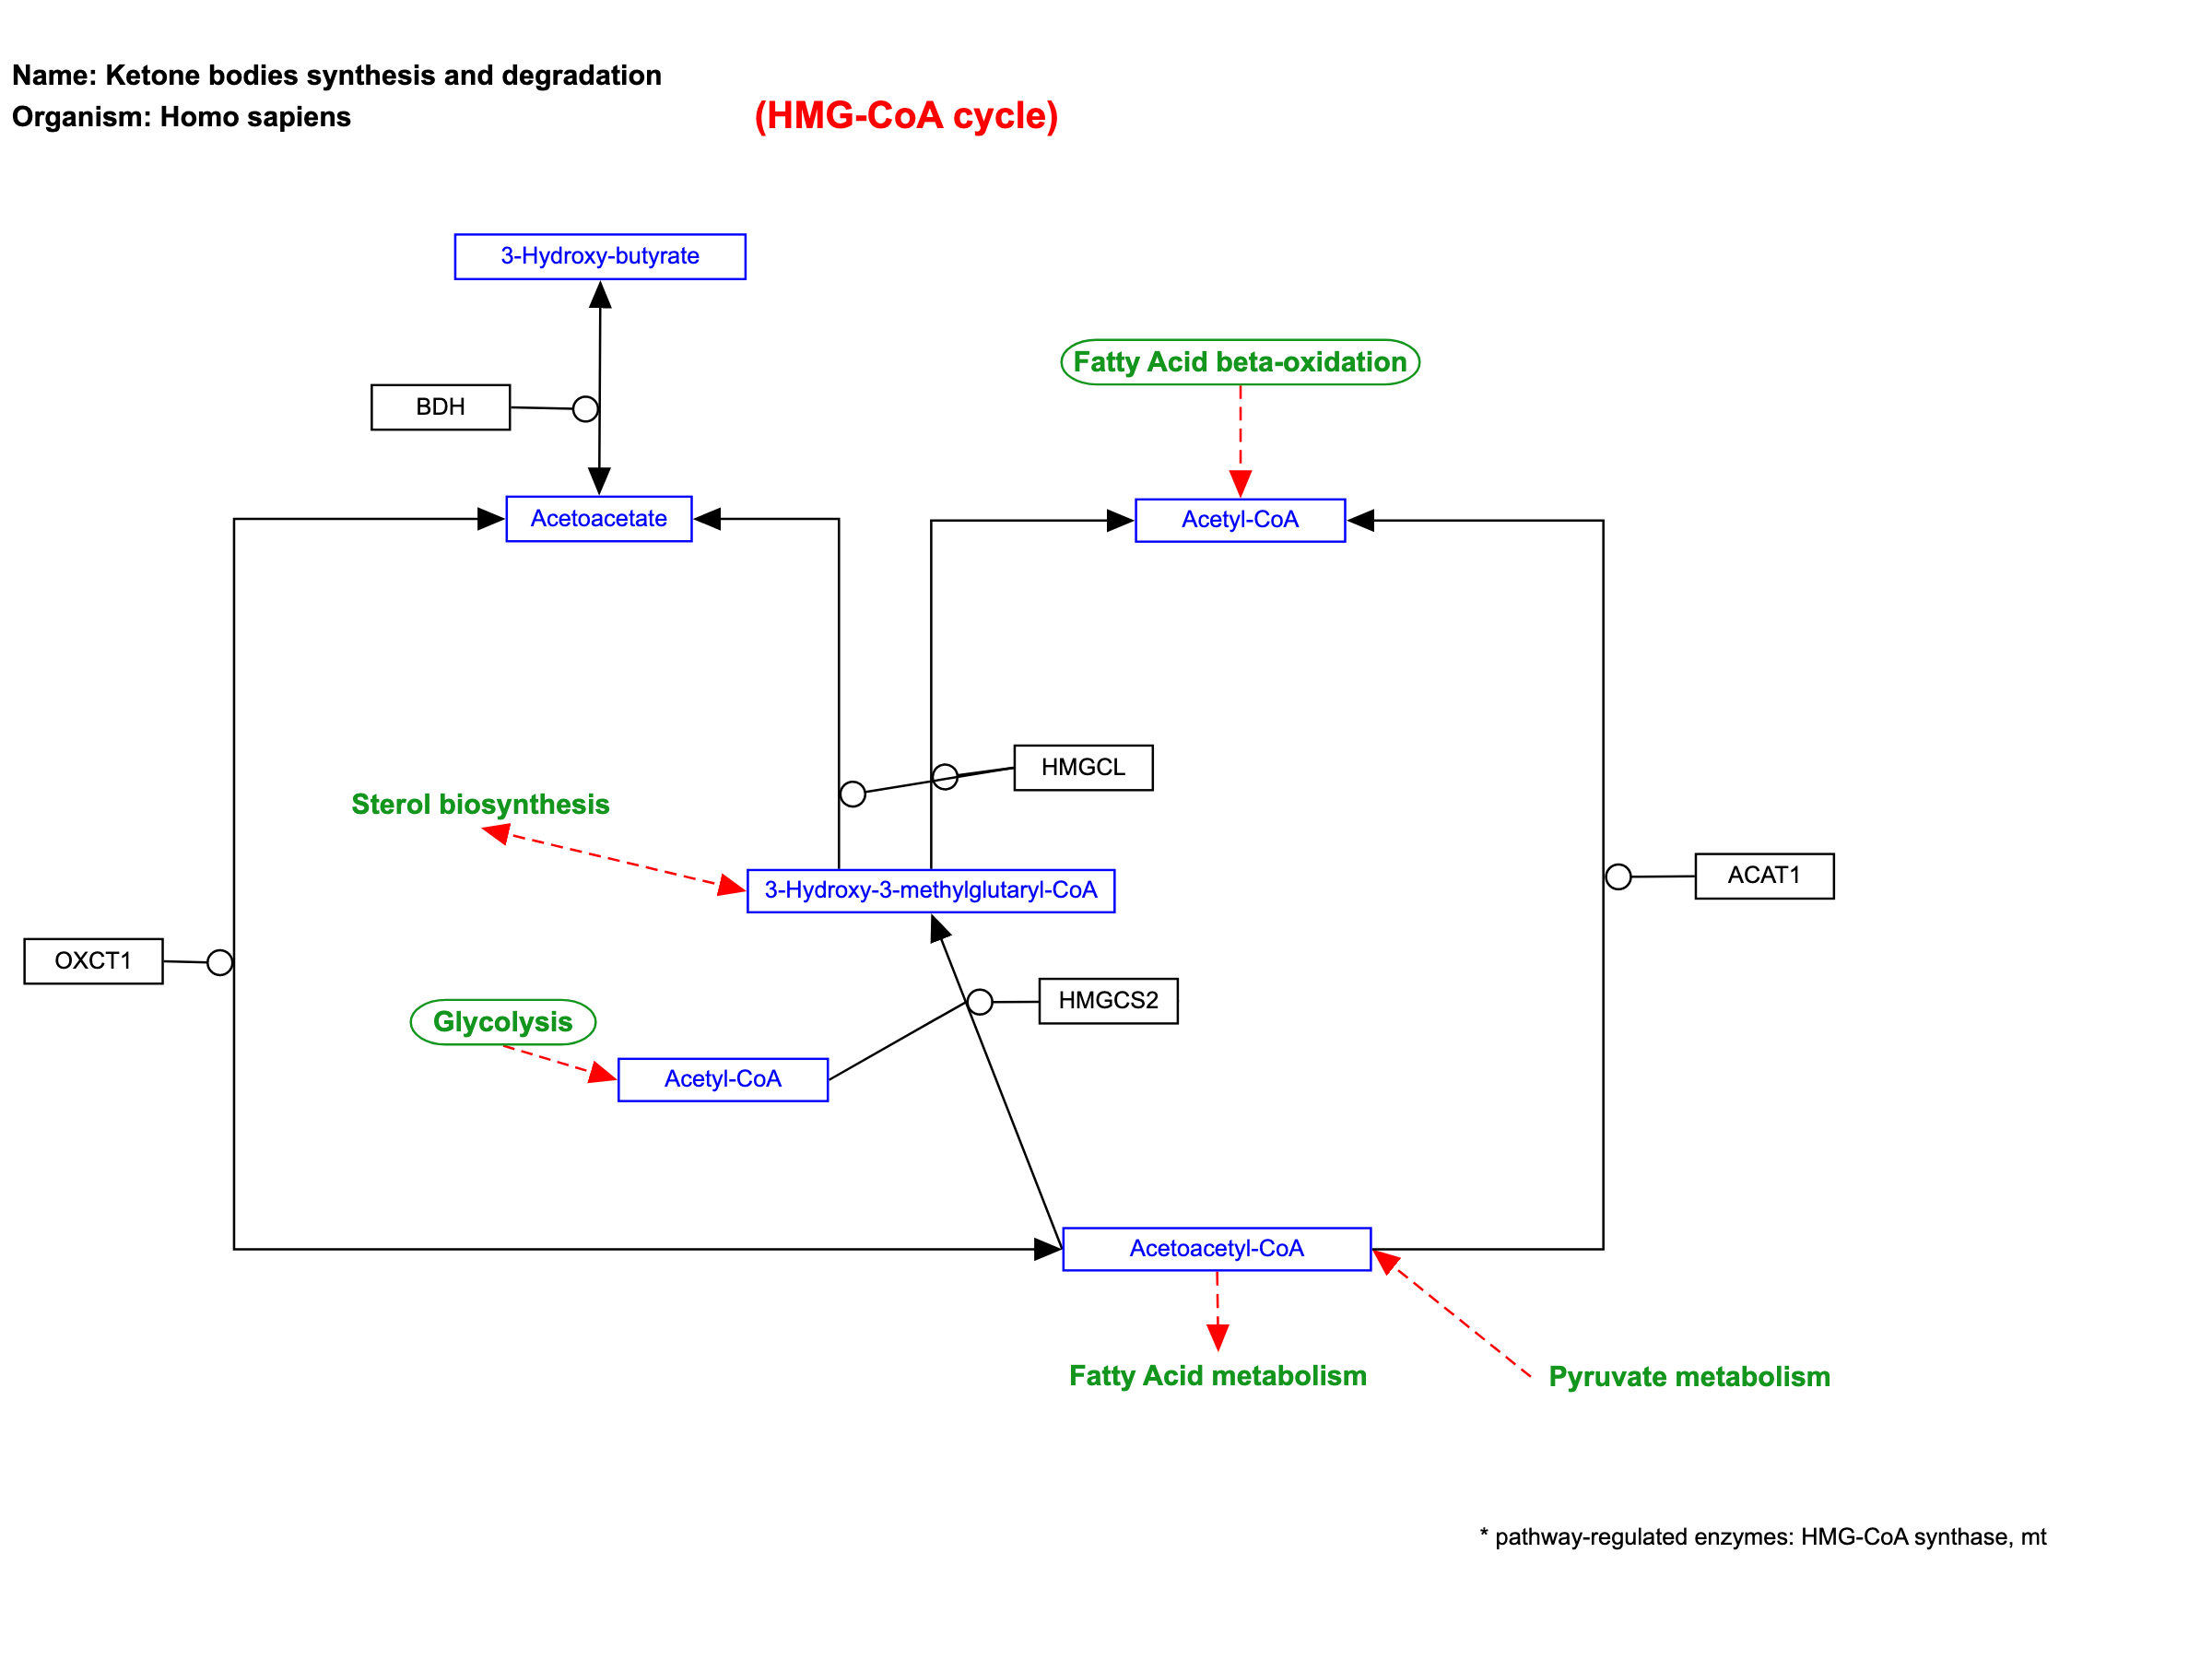 Name: Ketone bodies synthesis and degradation
Organism: Homo sapiens
(HMG-CoA cycle)
3-Hydroxy-butyrate
Fatty Acid beta-oxidation
BDH
Acetoacetate
Acetyl-CoA
HMGCL
Sterol biosynthesis
3-Hydroxy-3-methylglutaryl-CoA
ACAT1
OXCT1
HMGCS2
Glycolysis
Acetyl-CoA
Acetoacetyl-CoA
Fatty Acid metabolism
Pyruvate metabolism
* pathway-regulated enzymes: HMG-CoA synthase, mt